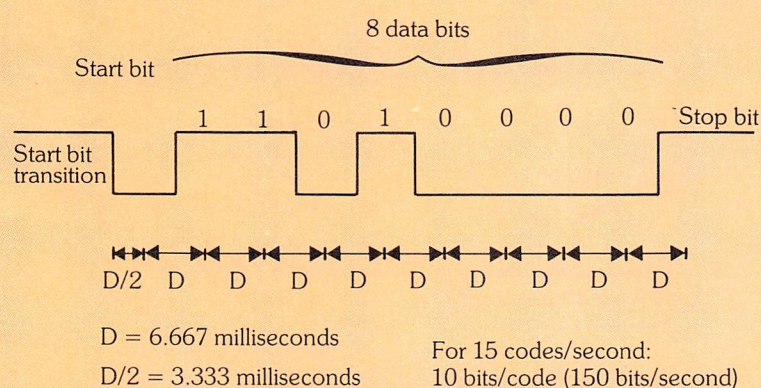 8 data bits
Start bit
1 1 0 1 0 0 0 0 Stop bit
Start bit
transition
D/2 D D D D D D D D D
D = 6.667 milliseconds
D/2 = 3.333 milliseconds
For 15 codes/second:
10 bits/code (150 bits/second)